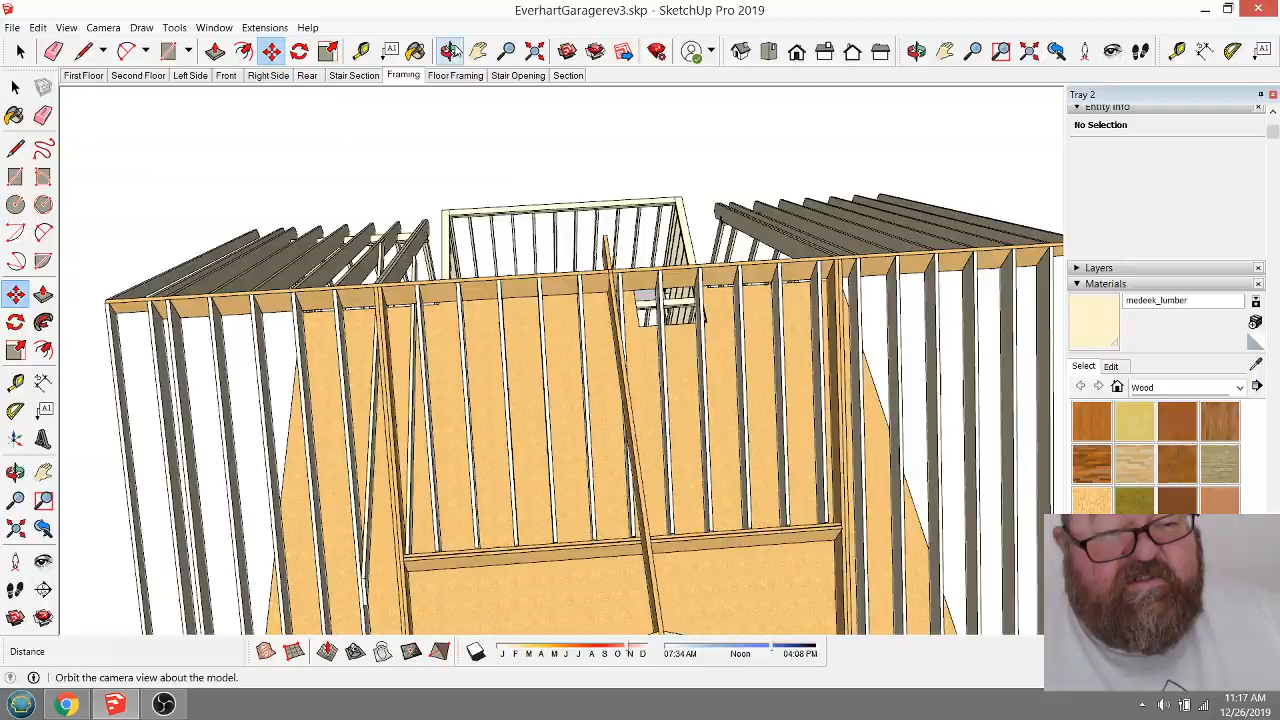 EverhartGaragerev3.skp - SketchUp Pro 2019
File Edit View Camera Draw Tools Window Extensions Help
First Floor Second Floor Left Side Front Right Side Rear Stair Section Framing Floor Framing Stair Opening Section
Tray 2
Entity Info
No Selection
Layers
Materials
medeek_lumber
Select Edit
Wood
Distance
J F M A M J J A S O N D
07:34 AM Noon 04:08 PM
Orbit the camera view about the model.
11:17 AM
12/26/2019